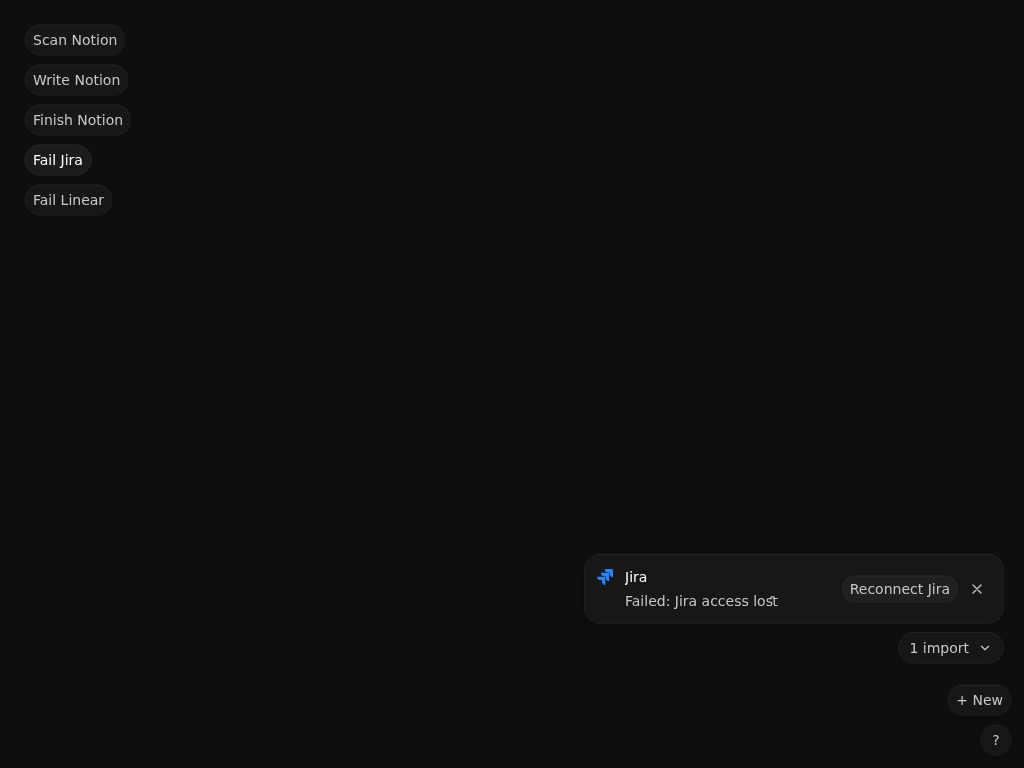 Scan Notion
Write Notion
Finish Notion
Fail Jira
Fail Linear
Jira
Failed: Jira access lost
Reconnect Jira
1 import
+ New
?